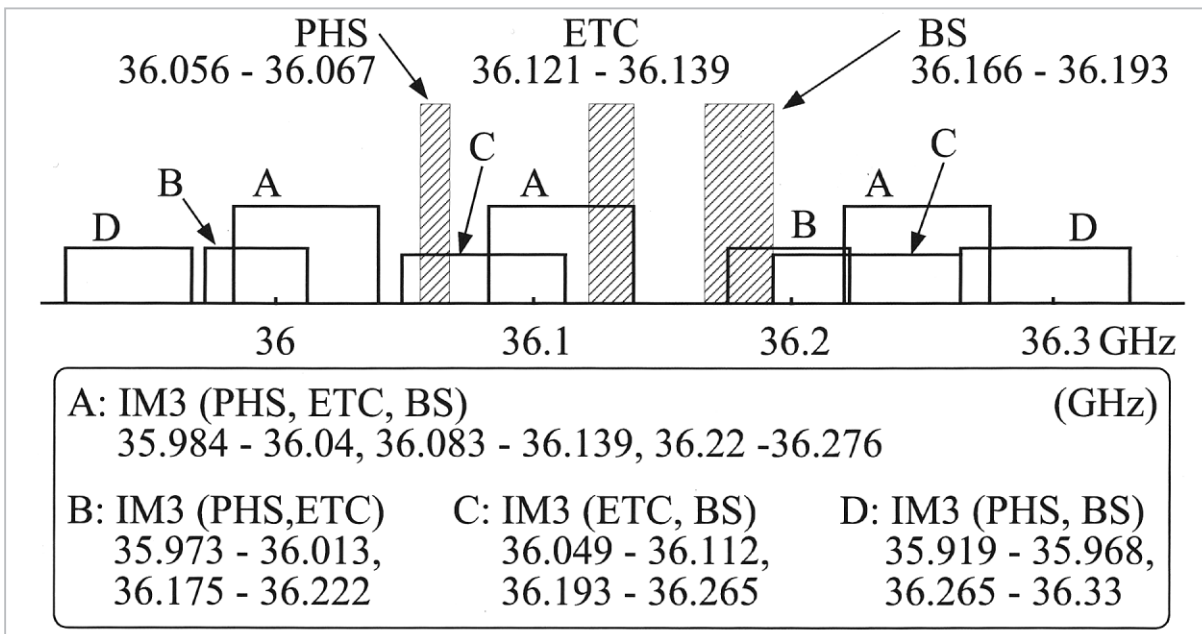 PHS ETC BS
36.056 - 36.067 36.121 - 36.139 36.166 - 36.193
C C
B A A A
D B D
36 36.1 36.2 36.3 GHz
A: IM3 (PHS, ETC, BS) (GHz)
35.984 - 36.04, 36.083 - 36.139, 36.22 -36.276
B: IM3 (PHS,ETC) C: IM3 (ETC, BS) D: IM3 (PHS, BS)
35.973 - 36.013, 36.049 - 36.112, 35.919 - 35.968,
36.175 - 36.222 36.193 - 36.265 36.265 - 36.33